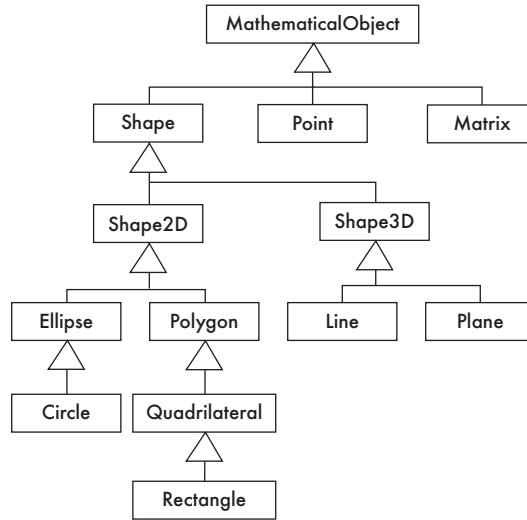 MathematicalObject
Shape
Point
Matrix
Shape2D
Shape3D
Ellipse
Polygon
Line
Plane
Circle
Quadrilateral
Rectangle